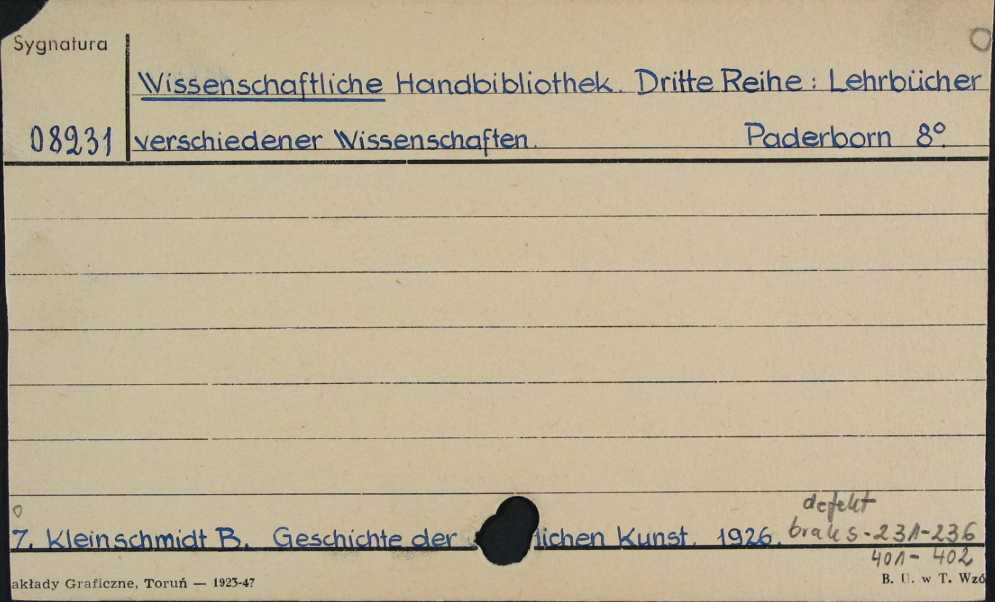 Sygnatura
Wissenschaftliche Handbibliothek. Dritte Reihe: Lehrbücher
08231 verschiedener Wissenschaften. Paderborn 8°.
defekt
7. Kleinschmidt B. Geschichte der lichen Kunst. 1926. braks - 231-236
401 - 402
akłady Graficzne, Toruń — 1923-47 B. U. w T. Wzó